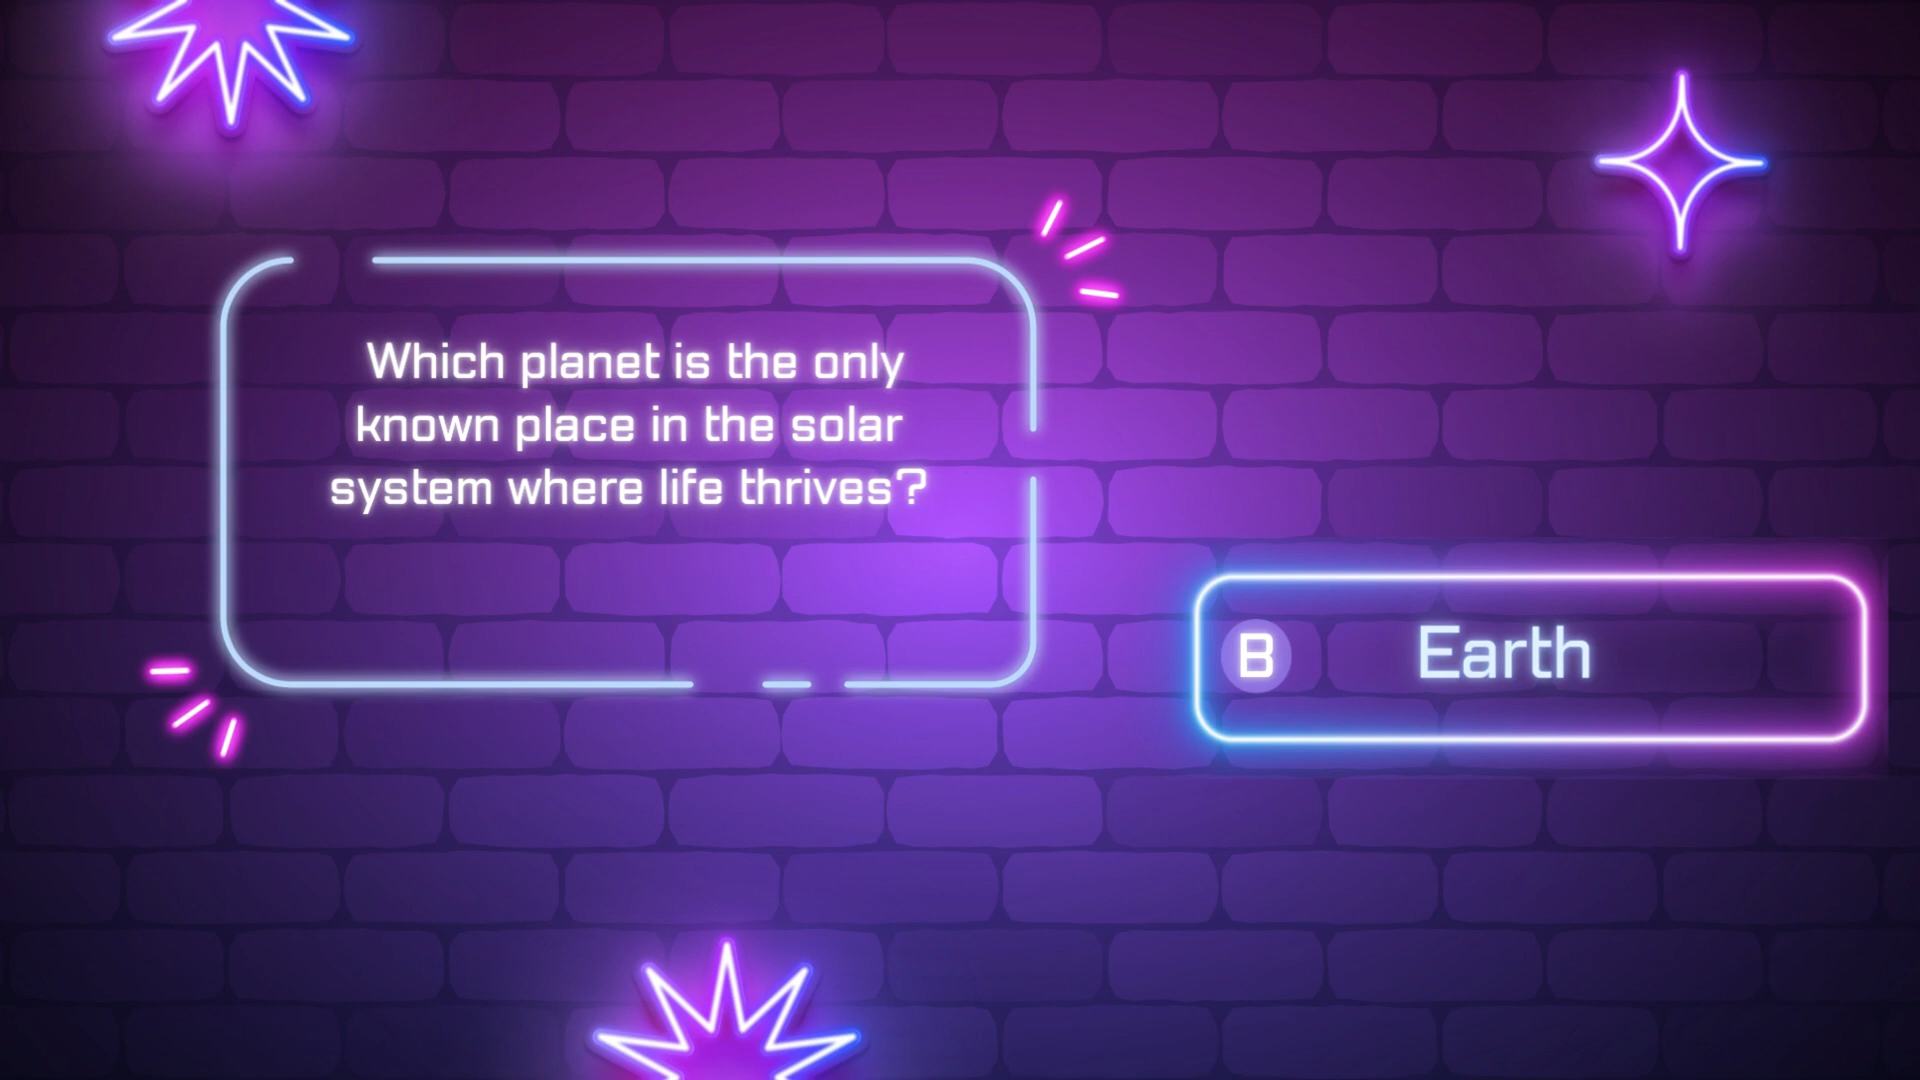 Which planet is the only
known place in the solar
system where life thrives?
B Earth